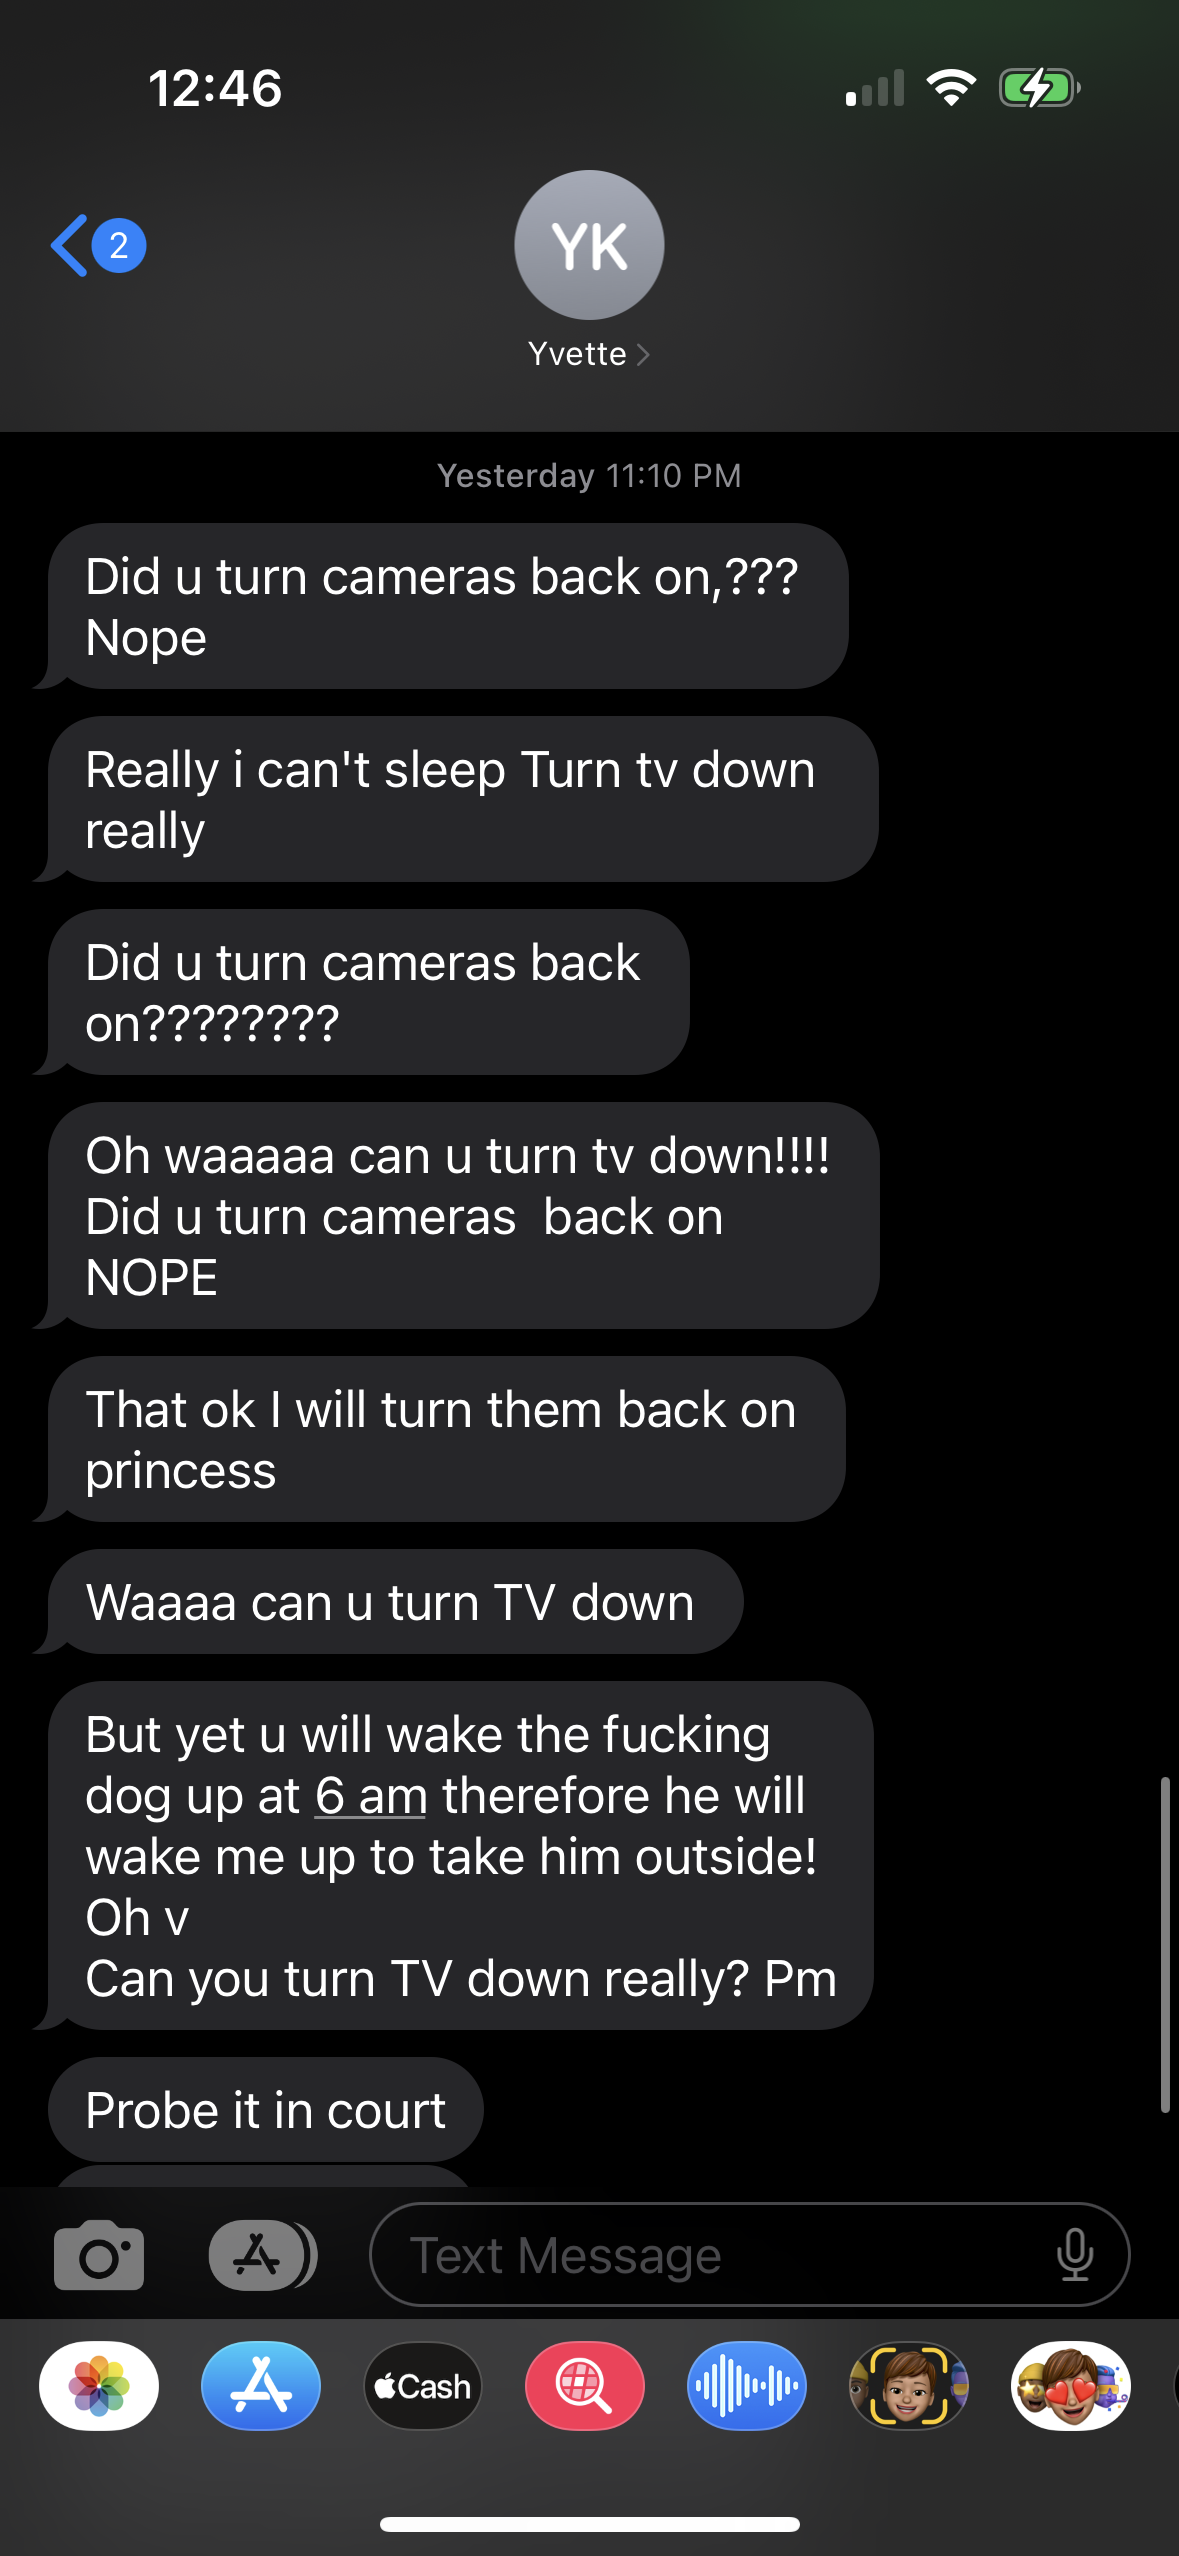 12:46
2
YK
Yvette
Yesterday 11:10 PM
Did u turn cameras back on,???
Nope
Really i can't sleep Turn tv down
really
Did u turn cameras back
on????????
Oh waaaaa can u turn tv down!!!!
Did u turn cameras  back on
NOPE
That ok I will turn them back on
princess
Waaaa can u turn TV down
But yet u will wake the fucking
dog up at 6 am therefore he will
wake me up to take him outside!
Oh v
Can you turn TV down really? Pm
Probe it in court
Text Message
Cash